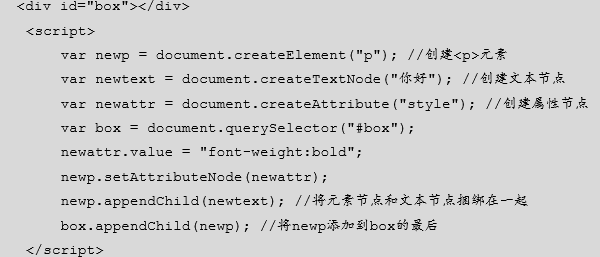 <div id="box"></div>
<script>
var newp = document.createElement("p"); //创建<p>元素
var newtext = document.createTextNode("你好"); //创建文本节点
var newattr = document.createAttribute("style"); //创建属性节点
var box = document.querySelector("#box");
newattr.value = "font-weight:bold";
newp.setAttributeNode(newattr);
newp.appendChild(newtext); //将元素节点和文本节点捆绑在一起
box.appendChild(newp); //将newp添加到box的最后
</script>